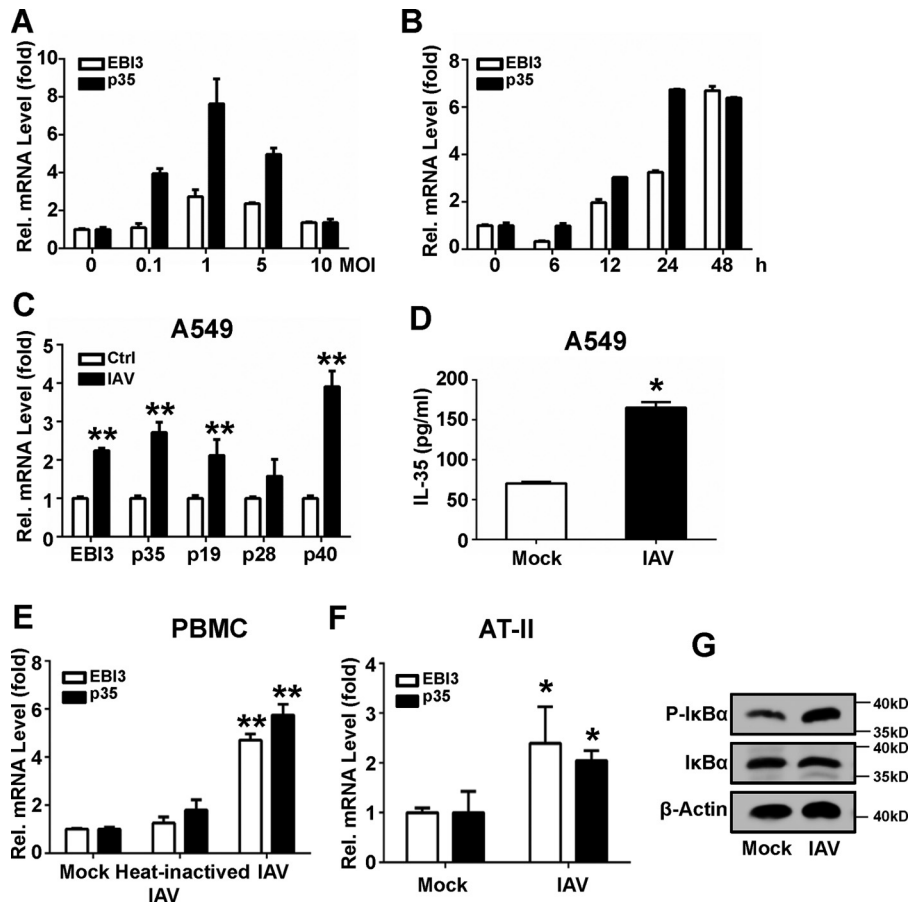 A
Rel. mRNA Level (fold)
10
8
6
4
2
0
EBI3
p35
0 0.1 1 5 10 MOI
B
Rel. mRNA Level (fold)
8
6
4
2
0
EBI3
p35
0 6 12 24 48 h
C
A549
Rel. mRNA Level (fold)
5
4
3
2
1
0
Ctrl
IAV
** ** ** **
EBI3 p35 p19 p28 p40
D
A549
IL-35 (pg/ml)
200
150
100
50
0
*
Mock IAV
E
PBMC
Rel. mRNA Level (fold)
8
6
4
2
0
EBI3
p35
** **
Mock Heat-inactived IAV
IAV
F
AT-II
Rel. mRNA Level (fold)
4
3
2
1
0
EBI3
p35
* *
Mock IAV
G
P-IκBα
40kD
35kD
IκBα
40kD
35kD
β-Actin
40kD
Mock IAV